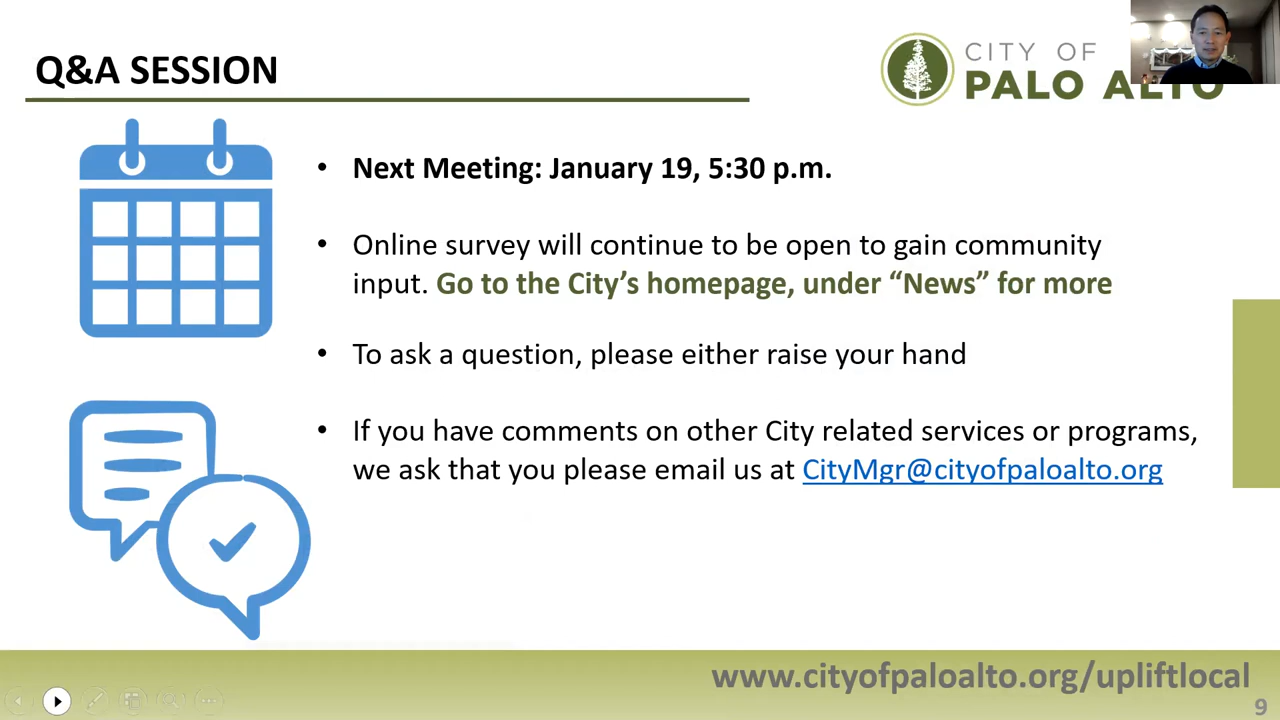 Q&A SESSION
CITY OF
PALO ALTO
• Next Meeting: January 19, 5:30 p.m.
• Online survey will continue to be open to gain community
input. Go to the City’s homepage, under “News” for more
• To ask a question, please either raise your hand
• If you have comments on other City related services or programs,
we ask that you please email us at CityMgr@cityofpaloalto.org
www.cityofpaloalto.org/upliftlocal
9